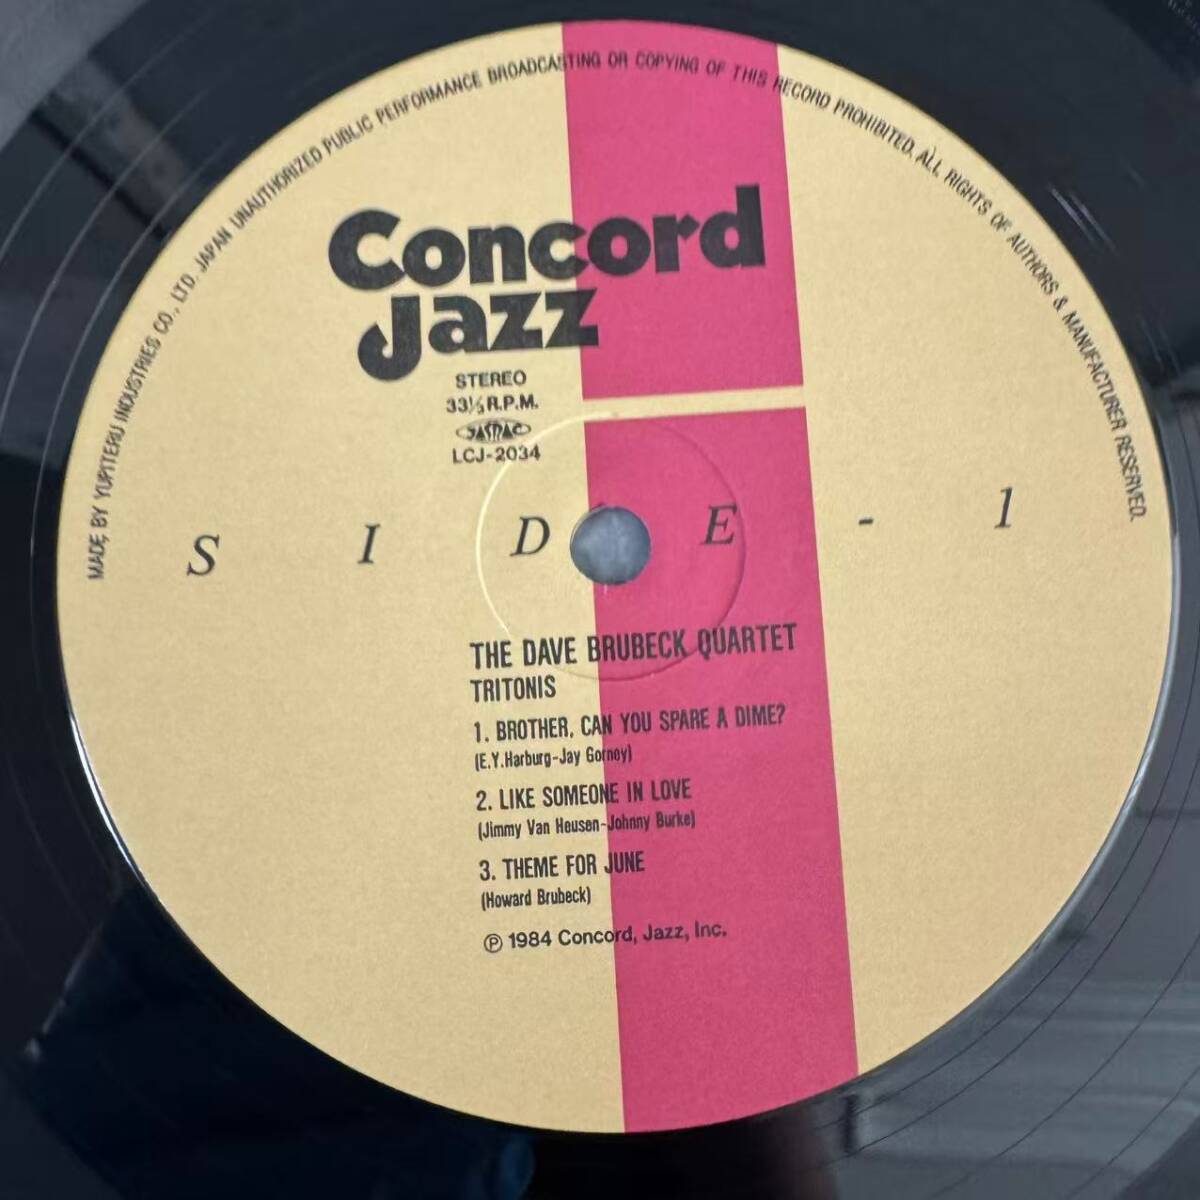 MADE BY YUPITERU INDUSTRIES CO., LTD. JAPAN UNAUTHORIZED PUBLIC PERFORMANCE BROADCASTING OR COPYING OF THIS RECORD PROHIBITED. ALL RIGHTS OF AUTHORS & MANUFACTURER RESERVED.
Concord
Jazz
STEREO
33⅓ R.P.M.
JASRAC
LCJ-2034
S I D E - 1
THE DAVE BRUBECK QUARTET
TRITONIS
1. BROTHER, CAN YOU SPARE A DIME?
(E.Y.Harburg-Jay Gorney)
2. LIKE SOMEONE IN LOVE
(Jimmy Van Heusen-Johnny Burke)
3. THEME FOR JUNE
(Howard Brubeck)
℗ 1984 Concord, Jazz, Inc.